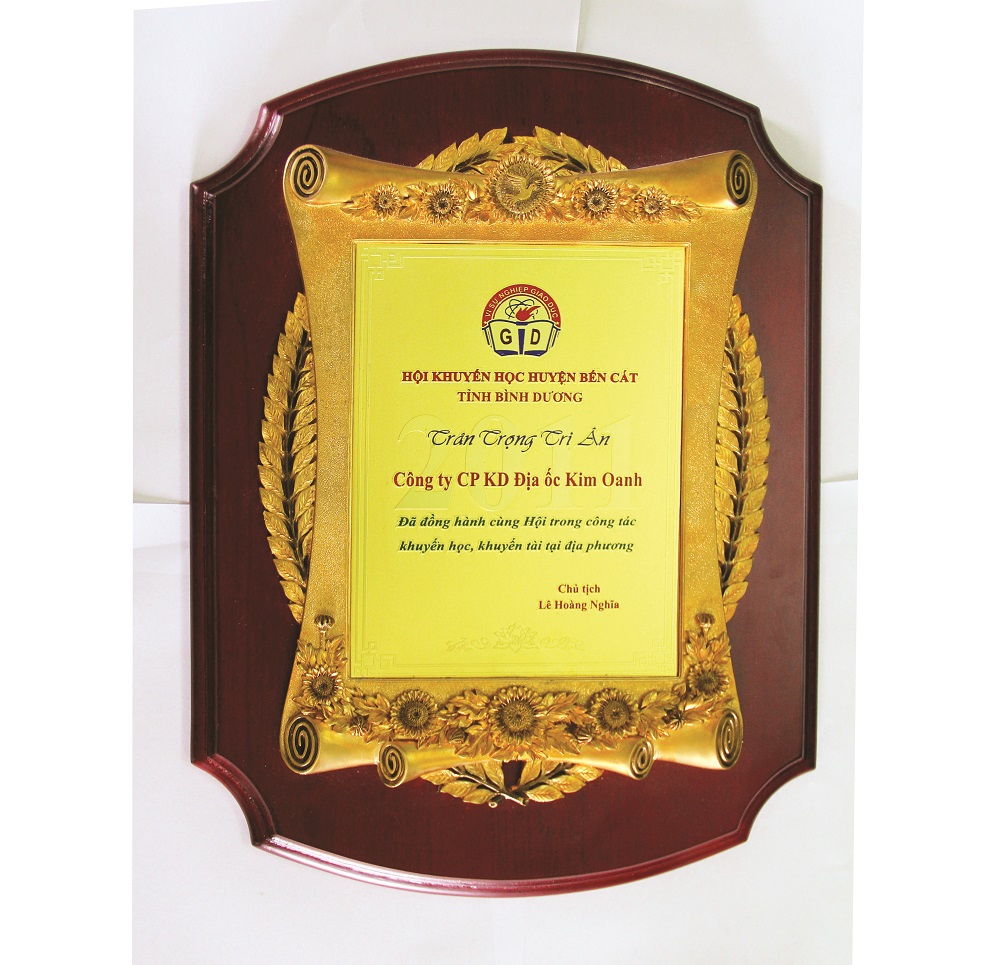 VÌ SỰ NGHIỆP GIÁO DỤC
G D
HỘI KHUYẾN HỌC HUYỆN BẾN CÁT
TỈNH BÌNH DƯƠNG
2011
Trân Trọng Tri Ân
Công ty CP KD Địa ốc Kim Oanh
Đã đồng hành cùng Hội trong công tác
khuyến học, khuyến tài tại địa phương
Chủ tịch
Lê Hoàng Nghĩa